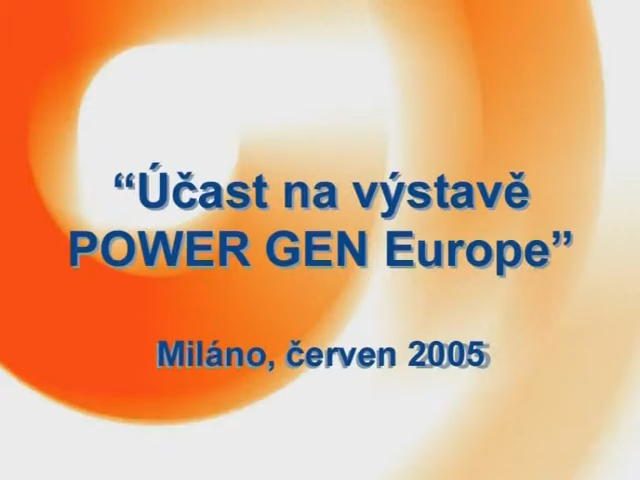 “Účast na výstavě
POWER GEN Europe”
Miláno, červen 2005